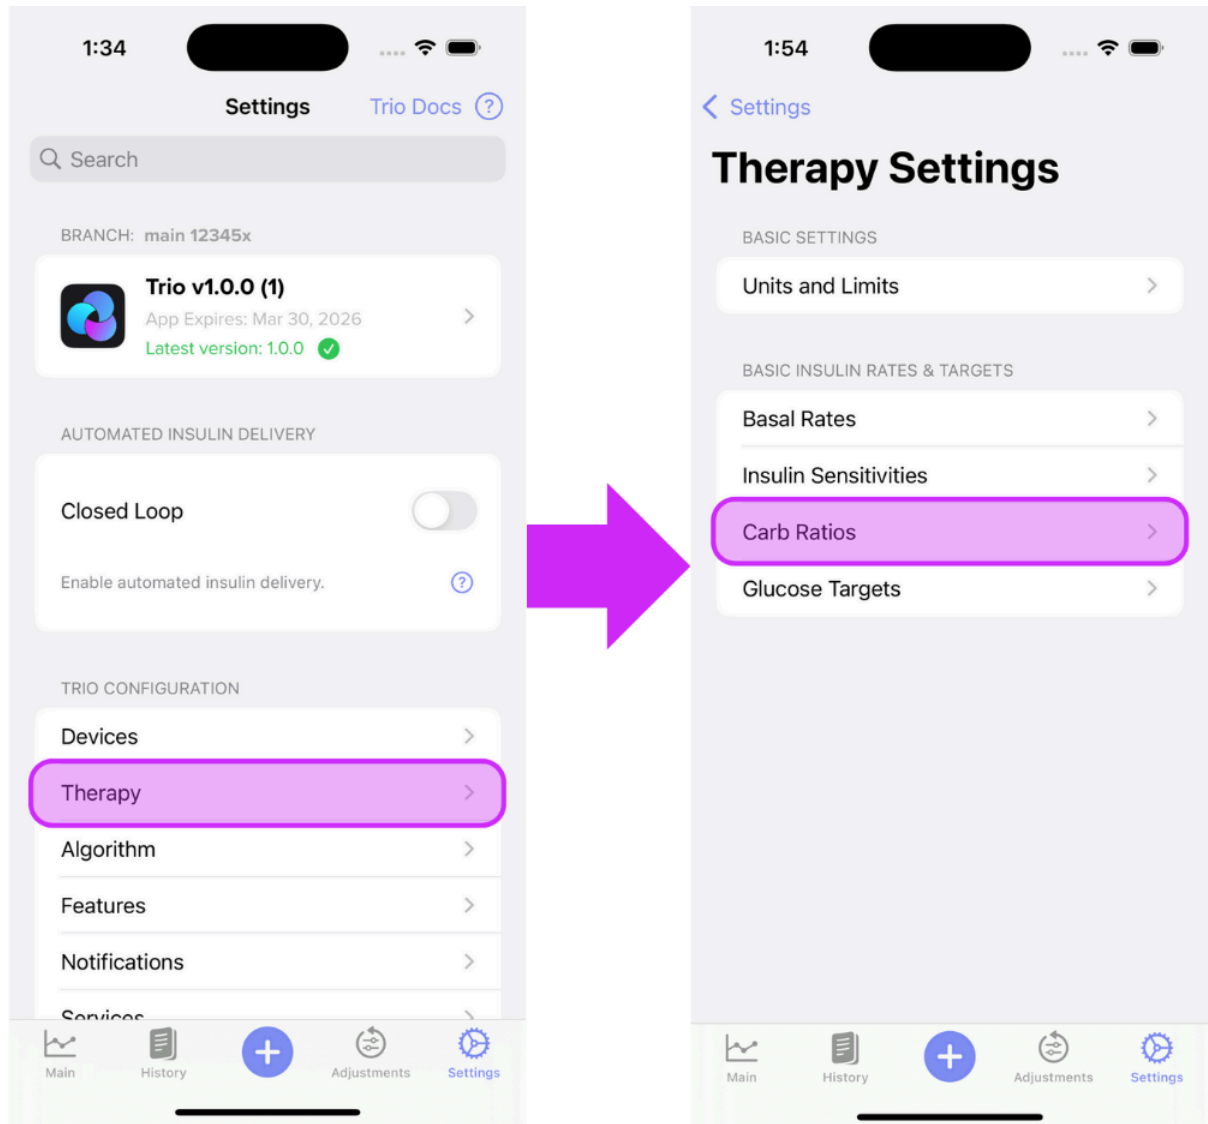 1:34
Settings
Trio Docs
Search
BRANCH: main 12345x
Trio v1.0.0 (1)
App Expires: Mar 30, 2026
Latest version: 1.0.0
AUTOMATED INSULIN DELIVERY
Closed Loop
Enable automated insulin delivery.
TRIO CONFIGURATION
Devices
Therapy
Algorithm
Features
Notifications
Services
Main
History
Adjustments
Settings
1:54
Settings
Therapy Settings
BASIC SETTINGS
Units and Limits
BASIC INSULIN RATES & TARGETS
Basal Rates
Insulin Sensitivities
Carb Ratios
Glucose Targets
Main
History
Adjustments
Settings